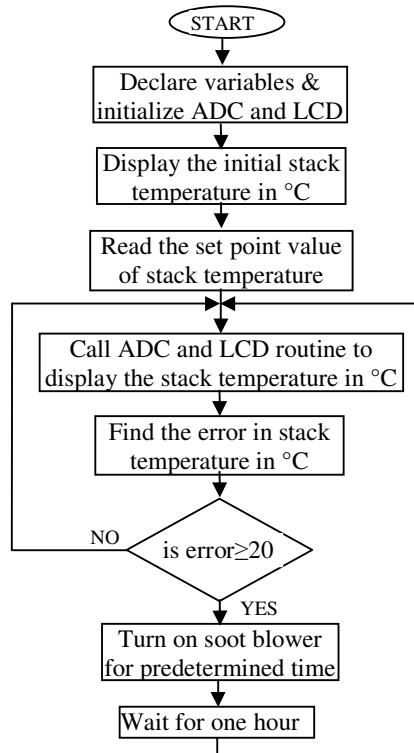 START
Declare variables &
initialize ADC and LCD
Display the initial stack
temperature in °C
Read the set point value
of stack temperature
Call ADC and LCD routine to
display the stack temperature in °C
Find the error in stack
temperature in °C
NO
is error≥20
YES
Turn on soot blower
for predetermined time
Wait for one hour